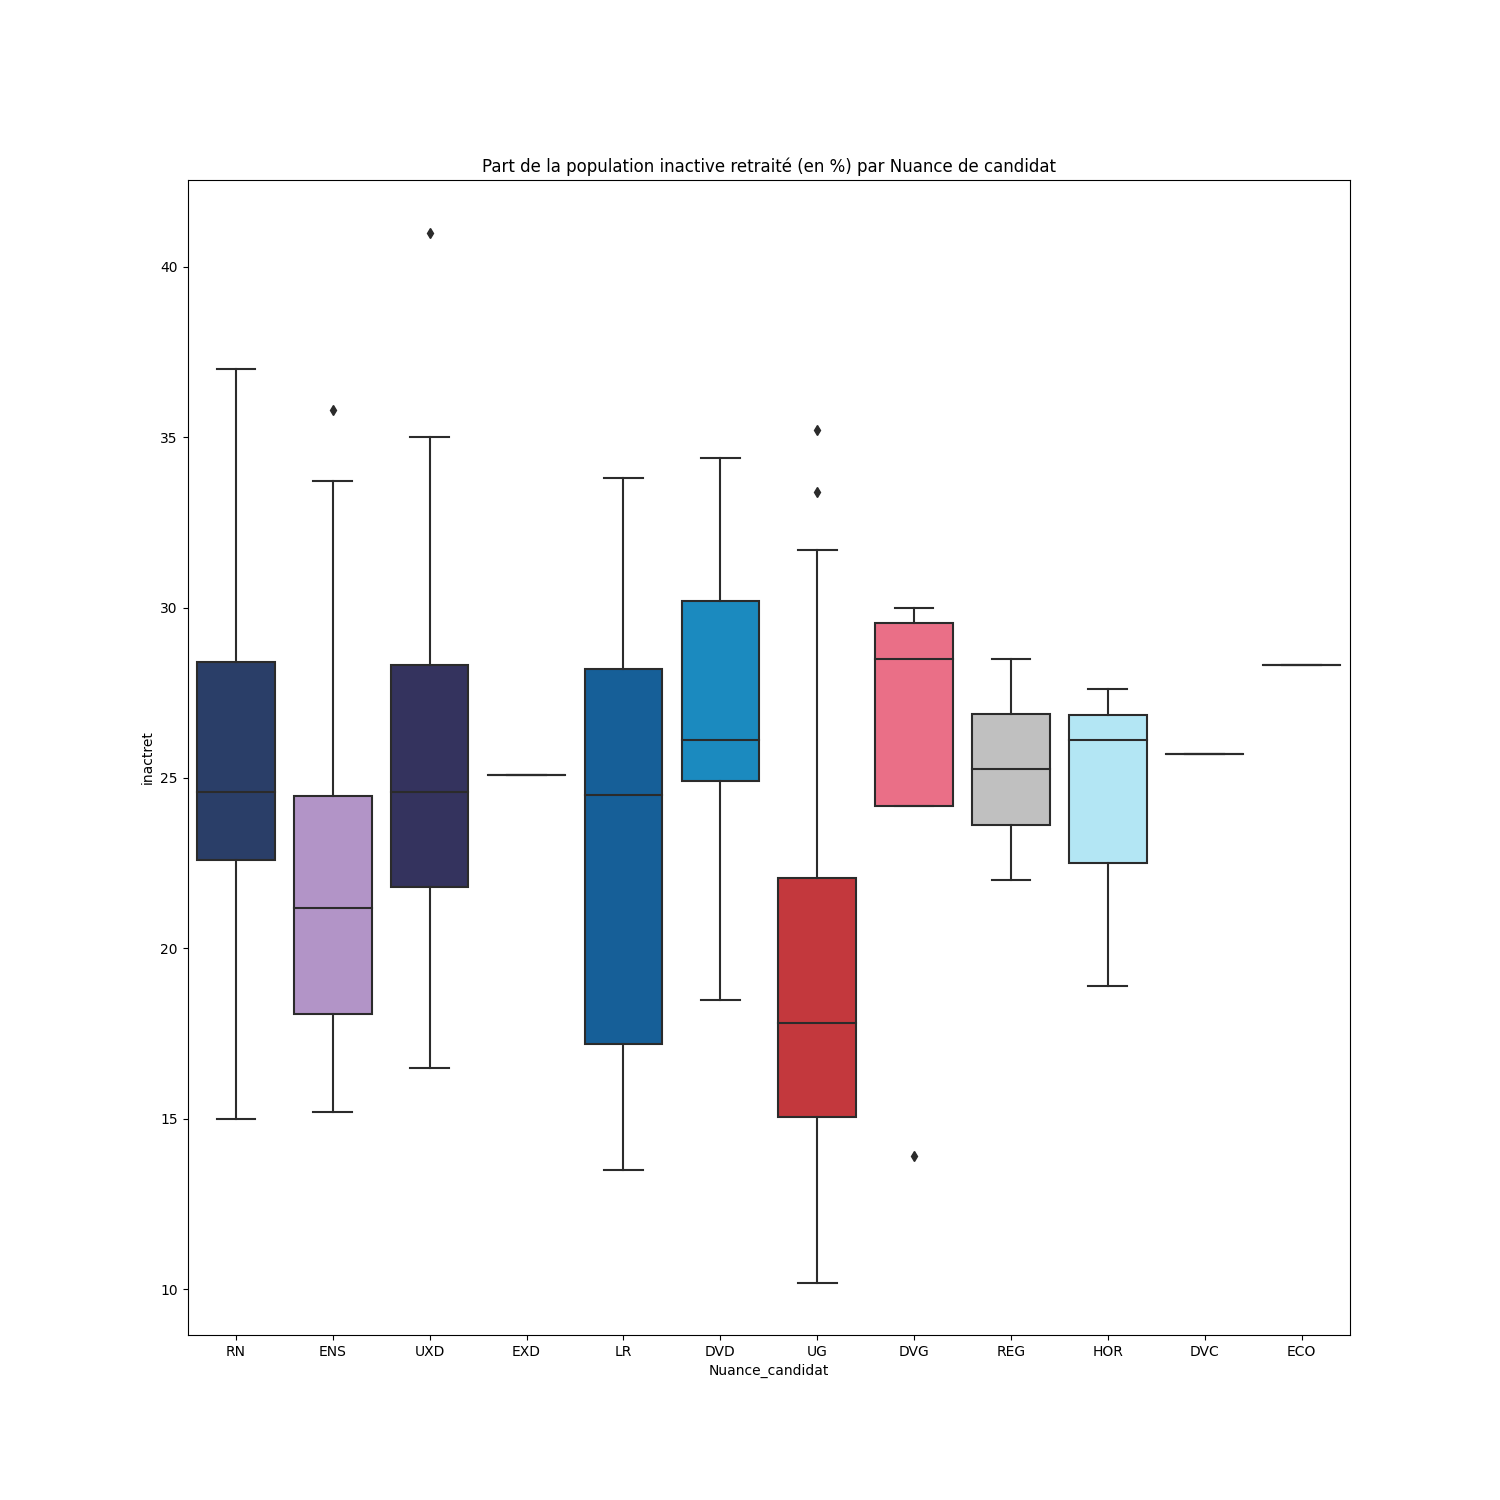 Part de la population inactive retraité (en %) par Nuance de candidat
inactret
40
35
30
25
20
15
10
RN ENS UXD EXD LR DVD UG DVG REG HOR DVC ECO
Nuance_candidat